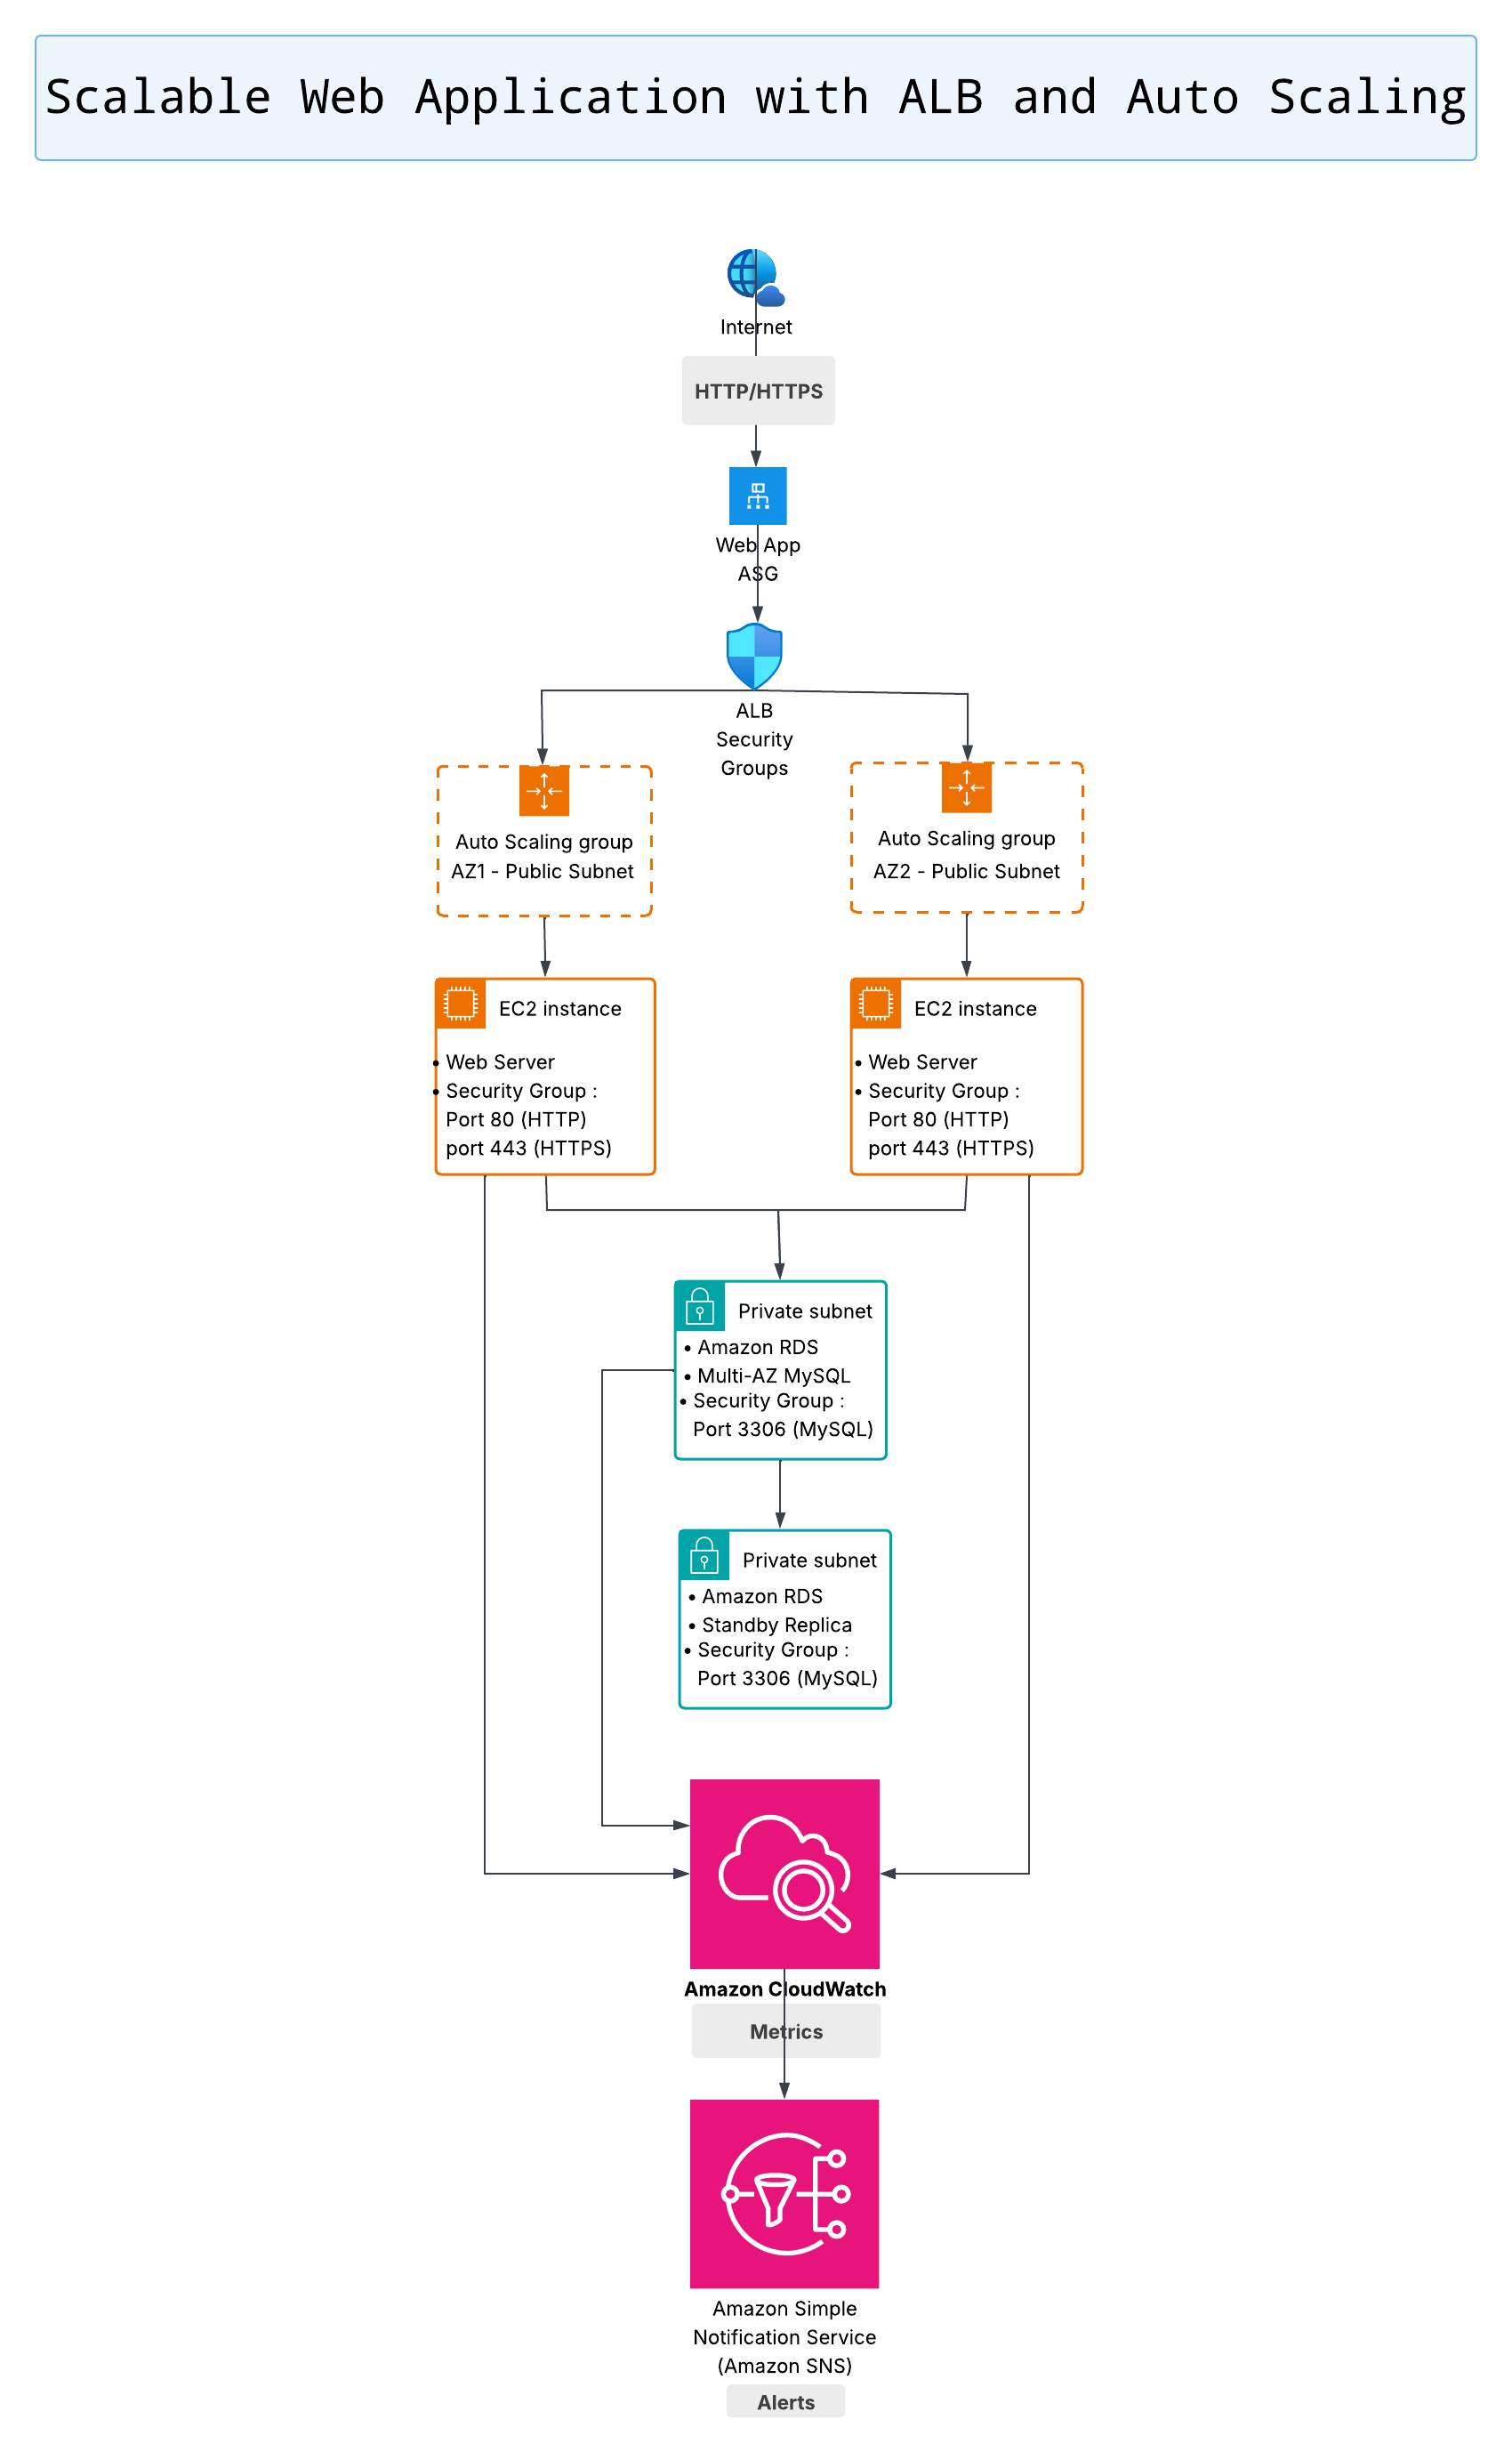 Scalable Web Application with ALB and Auto Scaling
Internet
HTTP/HTTPS
Web App
ASG
ALB
Security
Groups
Auto Scaling group
AZ1 - Public Subnet
Auto Scaling group
AZ2 - Public Subnet
EC2 instance
• Web Server
• Security Group :
Port 80 (HTTP)
port 443 (HTTPS)
EC2 instance
• Web Server
• Security Group :
Port 80 (HTTP)
port 443 (HTTPS)
Private subnet
• Amazon RDS
• Multi-AZ MySQL
• Security Group :
Port 3306 (MySQL)
Private subnet
• Amazon RDS
• Standby Replica
• Security Group :
Port 3306 (MySQL)
Amazon CloudWatch
Metrics
Amazon Simple
Notification Service
(Amazon SNS)
Alerts